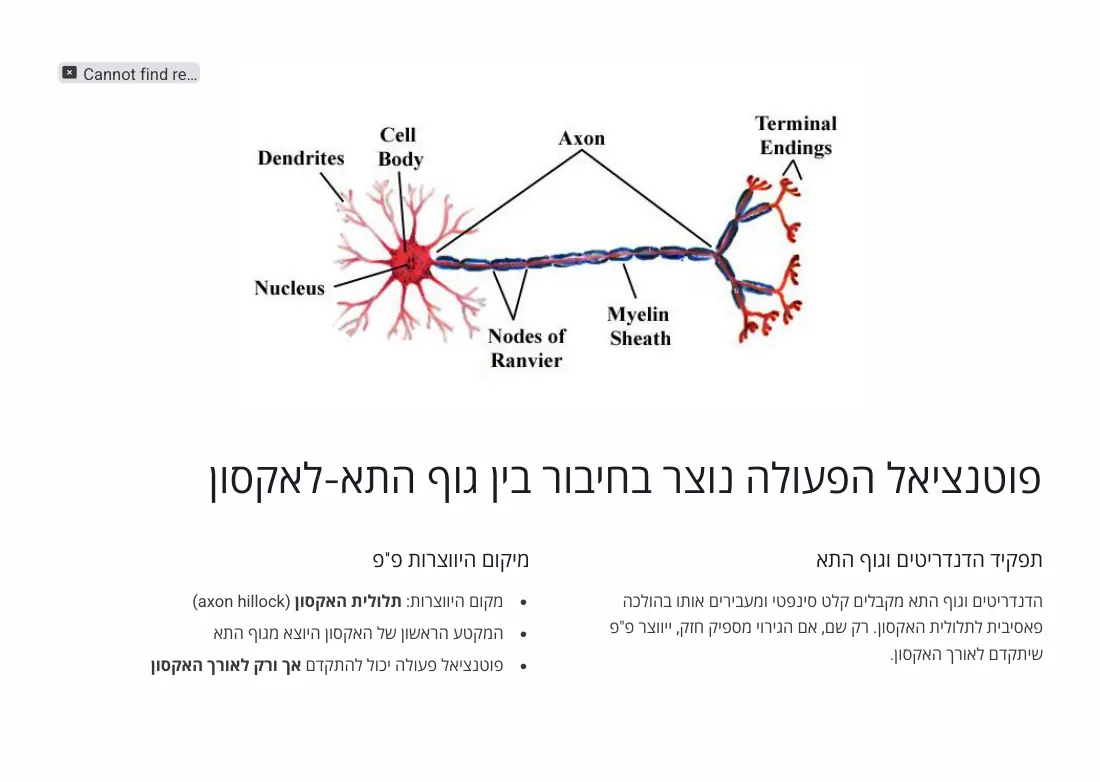 Cannot find re...
Dendrites
Cell
Body
Axon
Terminal
Endings
Nucleus
Nodes of
Ranvier
Myelin
Sheath
פוטנציאל הפעולה נוצר בחיבור בין גוף התא-לאקסון
תפקיד הדנדריטים וגוף התא
הדנדריטים וגוף התא מקבלים קלט סינפטי ומעבירים אותו בהולכה
פאסיבית לתלולית האקסון. רק שם, אם הגירוי מספיק חזק, ייווצר פ"פ
שיתקדם לאורך האקסון.
מיקום היווצרות פ"פ
• מקום היווצרות: תלולית האקסון (axon hillock)
• המקטע הראשון של האקסון היוצא מגוף התא
• פוטנציאל פעולה יכול להתקדם אך ורק לאורך האקסון